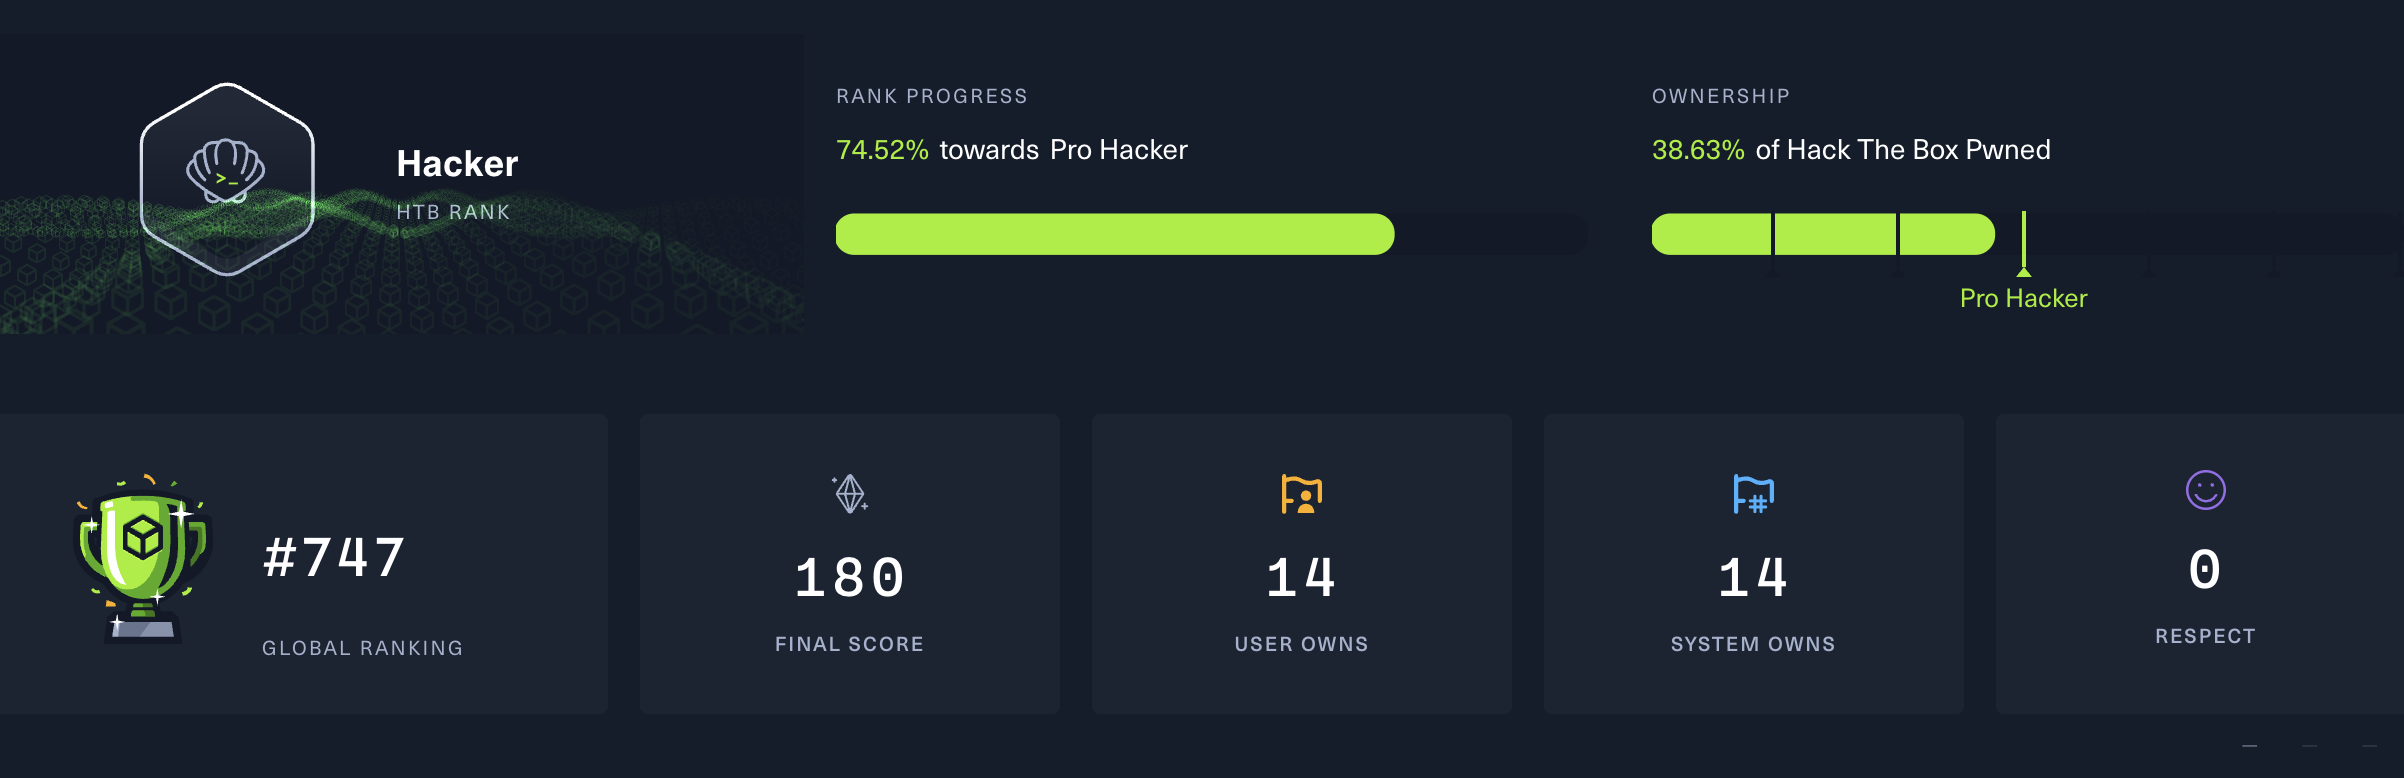 Hacker
HTB RANK
RANK PROGRESS
74.52% towards Pro Hacker
OWNERSHIP
38.63% of Hack The Box Pwned
Pro Hacker
#747
GLOBAL RANKING
180
FINAL SCORE
14
USER OWNS
14
SYSTEM OWNS
0
RESPECT